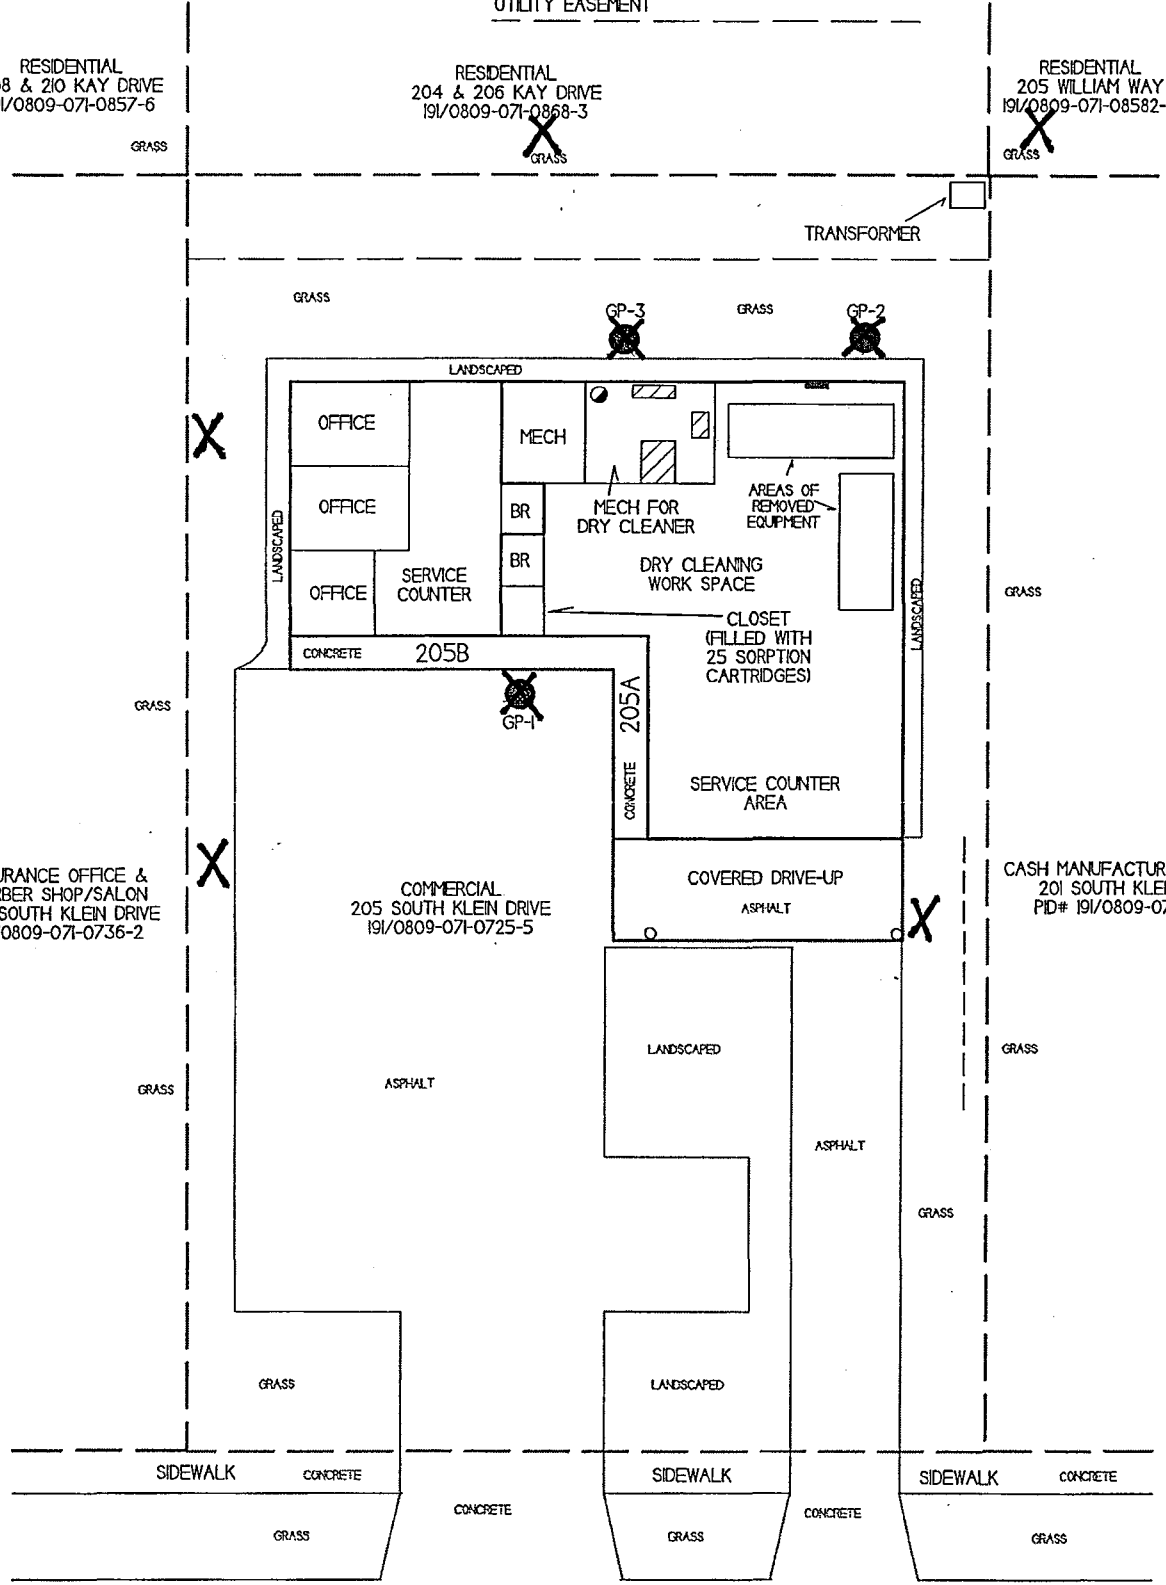 UTILITY EASEMENT
RESIDENTIAL
8 & 210 KAY DRIVE
1/0809-071-0857-6
RESIDENTIAL
204 & 206 KAY DRIVE
191/0809-071-0868-3
RESIDENTIAL
205 WILLIAM WAY
191/0809-071-08582-
GRASS
GRASS
GRASS
TRANSFORMER
GRASS
GP-3
GRASS
GP-2
LANDSCAPED
OFFICE
MECH
OFFICE
BR
MECH FOR
DRY CLEANER
AREAS OF
REMOVED
EQUIPMENT
LANDSCAPED
BR
DRY CLEANING
WORK SPACE
OFFICE
SERVICE
COUNTER
CLOSET
(FILLED WITH
25 SORPTION
CARTRIDGES)
LANDSCAPED
GRASS
CONCRETE
205B
205A
GRASS
GP-1
CONCRETE
SERVICE COUNTER
AREA
URANCE OFFICE &
RBER SHOP/SALON
SOUTH KLEIN DRIVE
0809-071-0736-2
COMMERCIAL
205 SOUTH KLEIN DRIVE
191/0809-071-0725-5
COVERED DRIVE-UP
ASPHALT
CASH MANUFACTUR
201 SOUTH KLEI
PID# 191/0809-07
LANDSCAPED
GRASS
GRASS
ASPHALT
ASPHALT
GRASS
GRASS
LANDSCAPED
SIDEWALK
CONCRETE
SIDEWALK
SIDEWALK
CONCRETE
CONCRETE
CONCRETE
GRASS
GRASS
GRASS